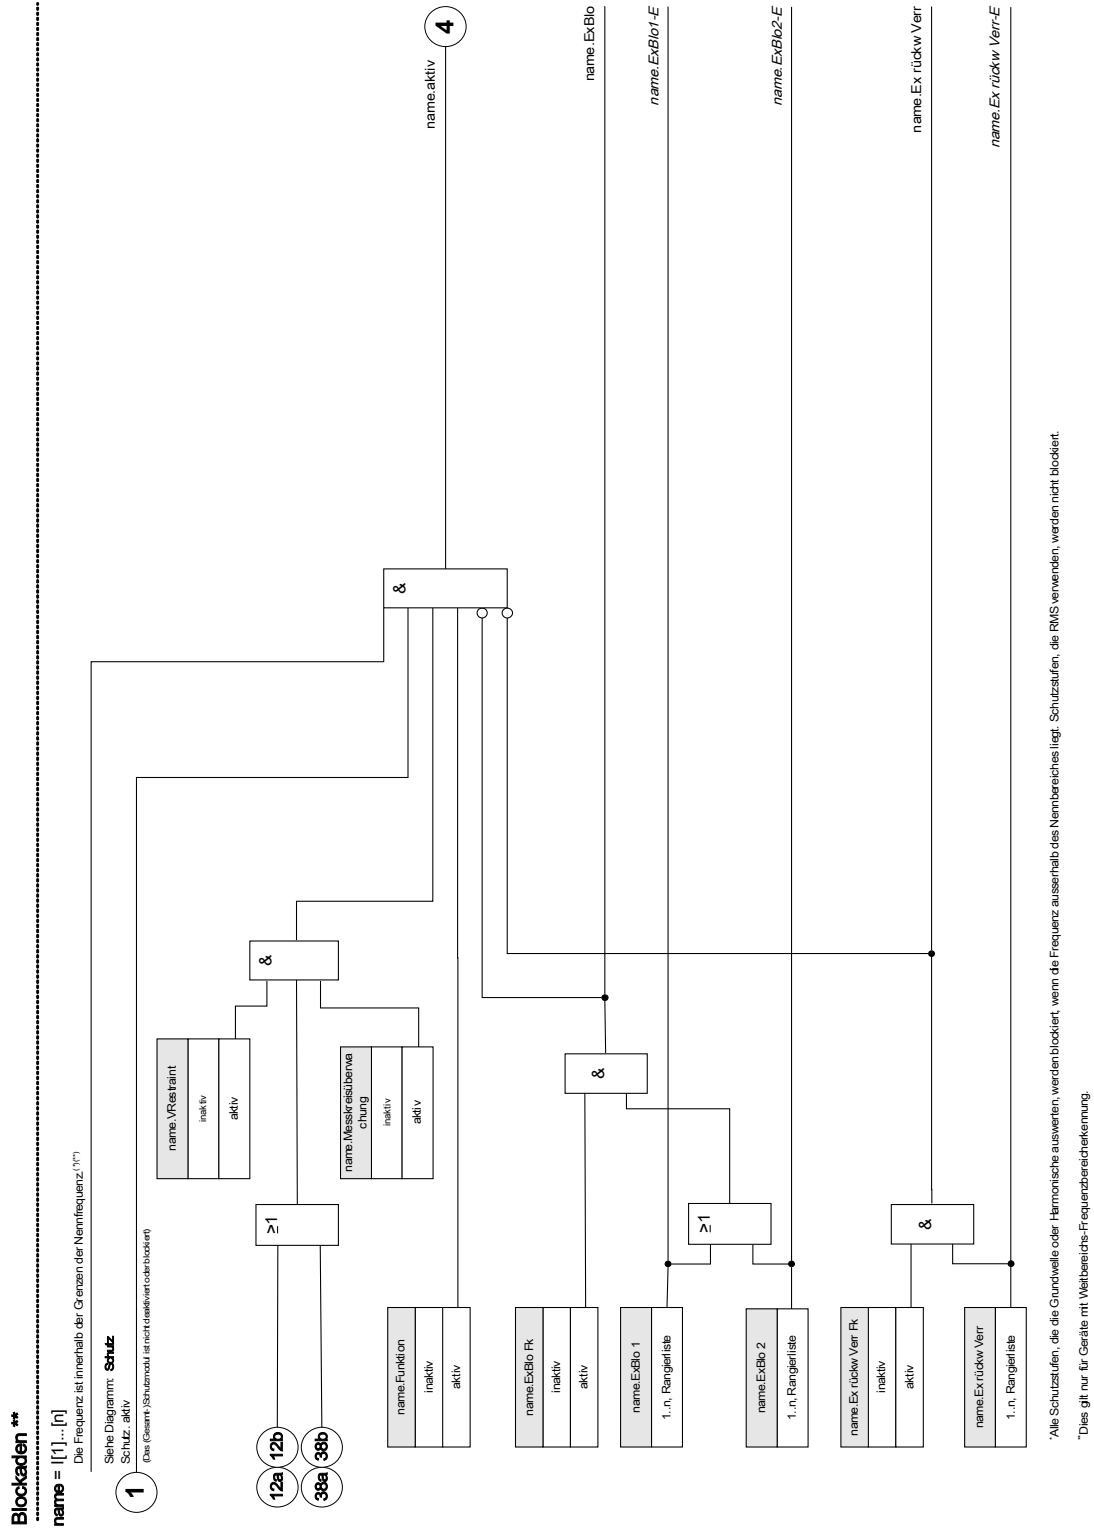 Blockaden **
name = I[1]...[n]
Die Frequenz ist innerhalb der Grenzen der Nennfrequenz.(*)(**)
Siehe Diagramm: Schutz
Schutz. aktiv
1
(Das (Gesamt-)Schutzmodul ist nicht deaktiviert oder blockiert)
name.VRestraint
inaktiv
aktiv
&
12a
12b
38a
38b
≥1
name.Messkreisüberwa
chung
inaktiv
aktiv
&
name.aktiv
4
name.Funktion
inaktiv
aktiv
name.ExBlo Fk
inaktiv
aktiv
&
name.ExBlo
name.ExBlo 1
1..n, Rangierliste
name.ExBlo1-E
≥1
name.ExBlo 2
1..n, Rangierliste
name.ExBlo2-E
name.Ex rückw Verr Fk
inaktiv
aktiv
&
name.Ex rückw Verr
name.Ex rückw Verr
1..n, Rangierliste
name.Ex rückw Verr-E
*Alle Schutzstufen, die die Grundwelle oder Harmonische auswerten, werden blockiert, wenn die Frequenz ausserhalb des Nennbereiches liegt. Schutzstufen, die RMS verwenden, werden nicht blockiert.
**Dies gilt nur für Geräte mit Weitbereichs-Frequenzbereicherkennung.